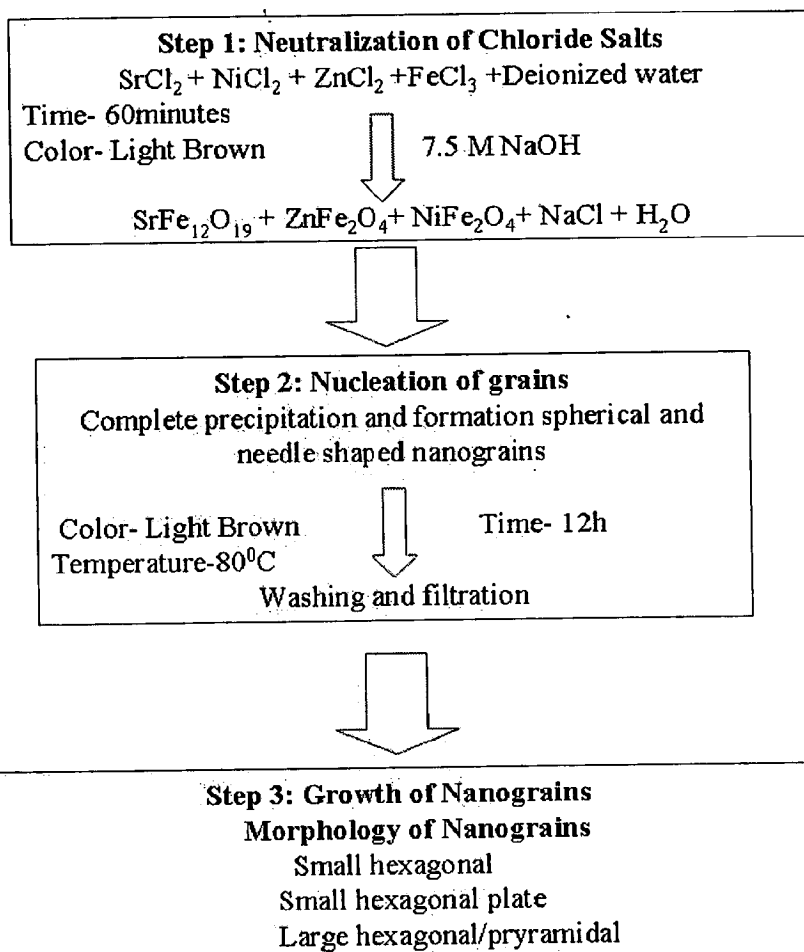 Step 1: Neutralization of Chloride Salts
SrCl₂ + NiCl₂ + ZnCl₂ +FeCl₃ +Deionized water
Time- 60minutes
Color- Light Brown 7.5 M NaOH
SrFe₁₂O₁₉ + ZnFe₂O₄+ NiFe₂O₄+ NaCl + H₂O
Step 2: Nucleation of grains
Complete precipitation and formation spherical and
needle shaped nanograins
Color- Light Brown Time- 12h
Temperature-80⁰C
Washing and filtration
Step 3: Growth of Nanograins
Morphology of Nanograins
Small hexagonal
Small hexagonal plate
Large hexagonal/pryramidal